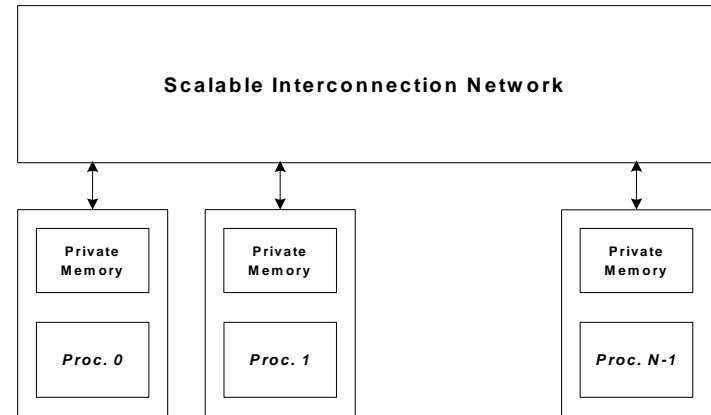 Scalable Interconnection Network
Private
Memory
Private
Memory
Private
Memory
Proc. 0
Proc. 1
Proc. N-1